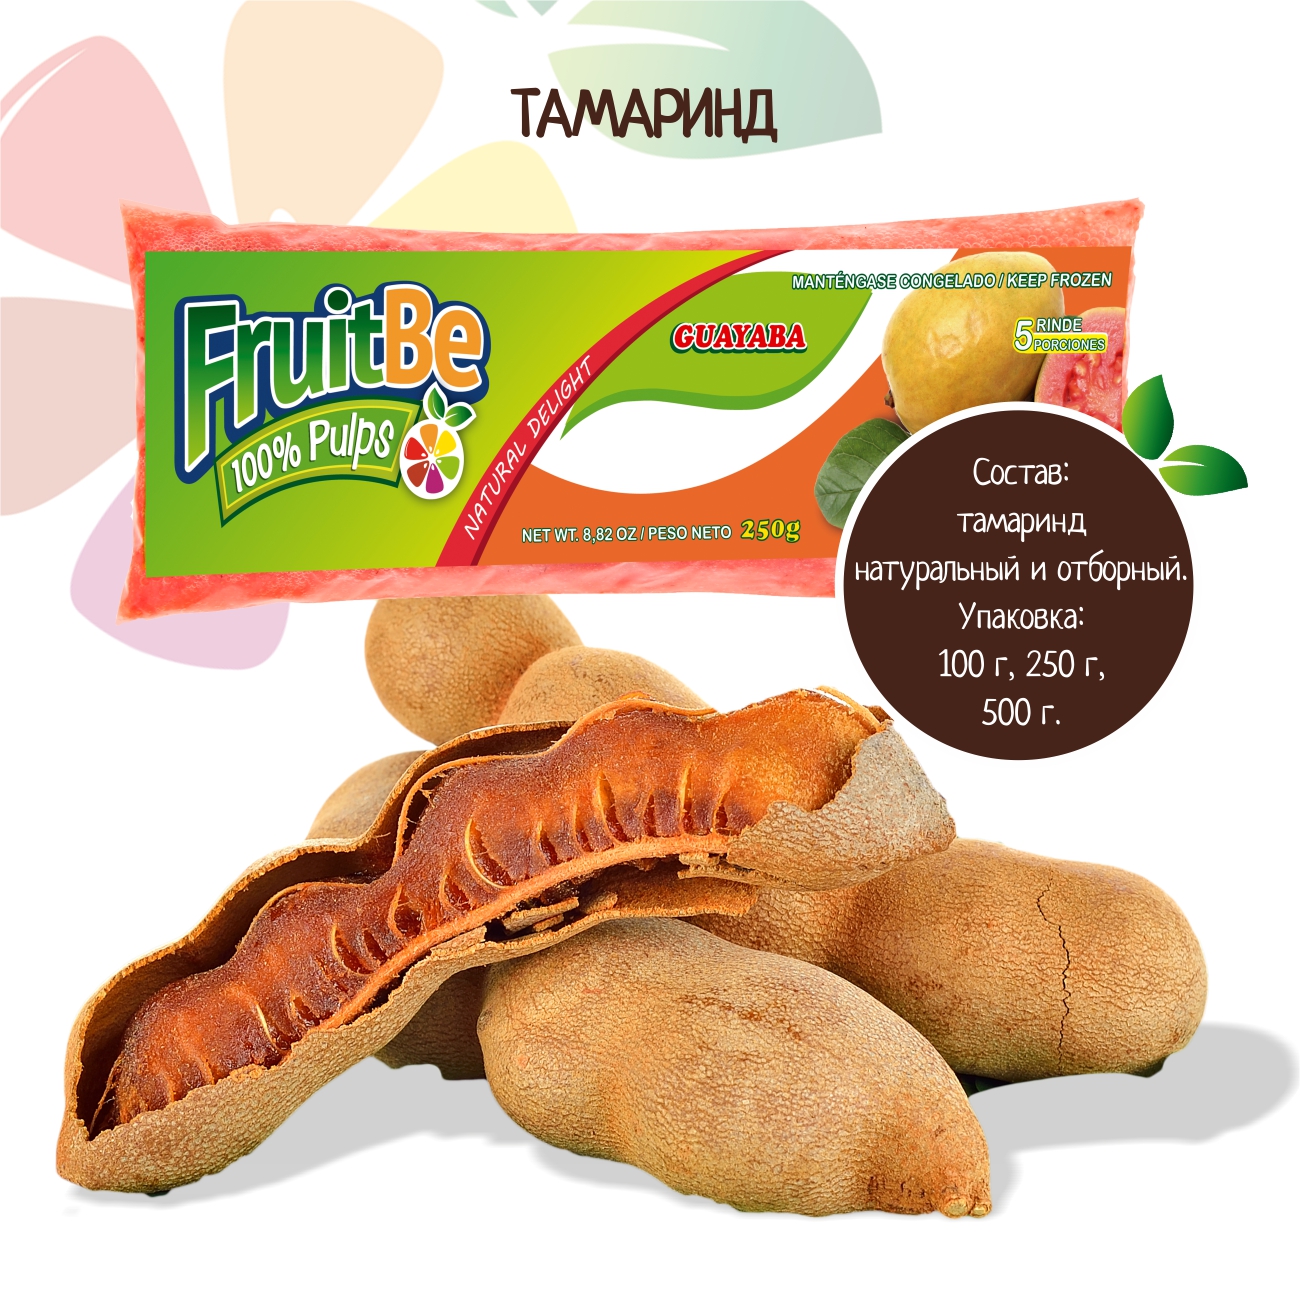 ТАМАРИНД
MANTÉNGASE CONGELADO / KEEP FROZEN
FruitBe
100% Pulps
NATURAL DELIGHT
GUAYABA
5 RINDE
PORCIONES
NET WT. 8,82 OZ / PESO NETO 250g
Состав:
тамаринд
натуральный и отборный.
Упаковка:
100 г, 250 г,
500 г.